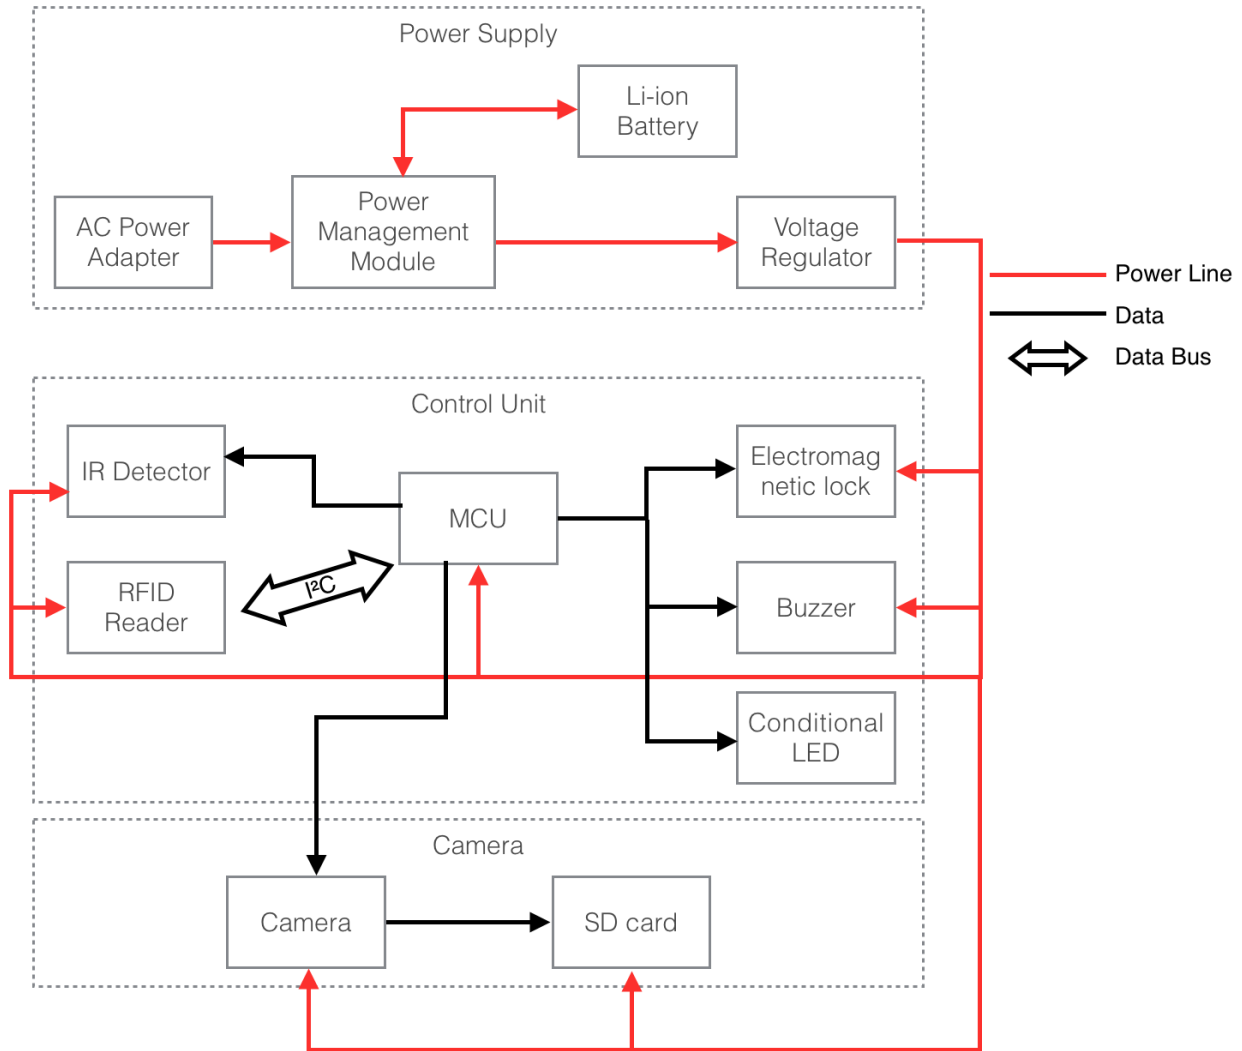 Power Supply
Li-ion
Battery
AC Power
Adapter
Power
Management
Module
Voltage
Regulator
Power Line
Data
Data Bus
Control Unit
IR Detector
MCU
Electromag
netic lock
RFID
Reader
I²C
Buzzer
Conditional
LED
Camera
Camera
SD card